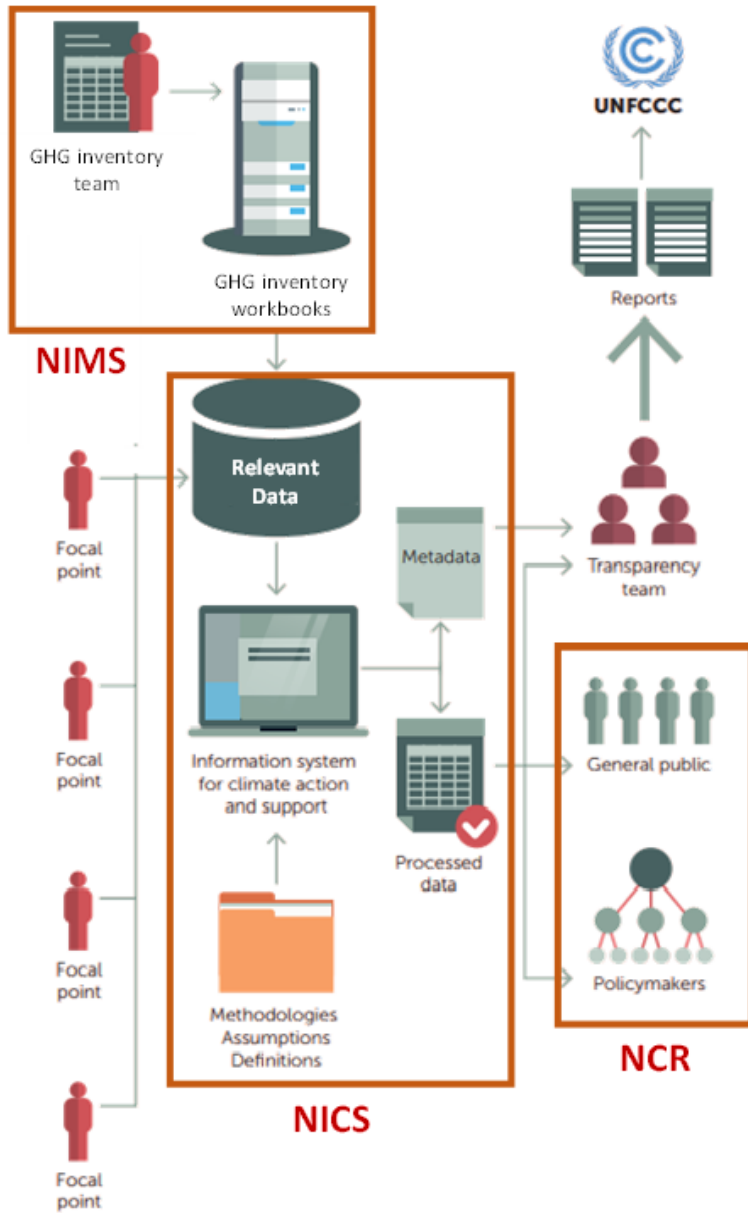 GHG inventory
team
GHG inventory
workbooks
NIMS
UNFCCC
Reports
Relevant
Data
Focal
point
Metadata
Transparency
team
Focal
point
Information system
for climate action
and support
General public
Processed
data
Focal
point
Methodologies
Assumptions
Definitions
Policymakers
NCR
NICS
Focal
point